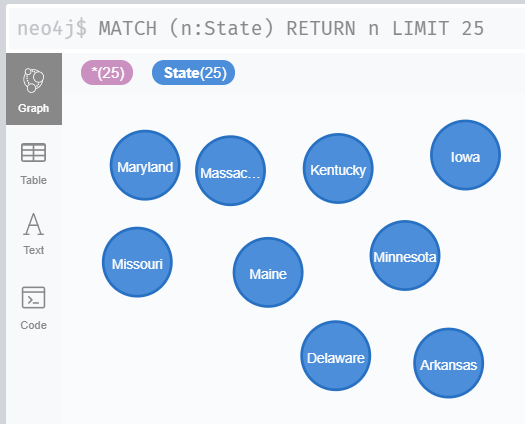 neo4j$ MATCH (n:State) RETURN n LIMIT 25
*(25) State(25)
Graph
Table
Text
Code
Maryland
Massac...
Kentucky
Iowa
Missouri
Maine
Minnesota
Delaware
Arkansas